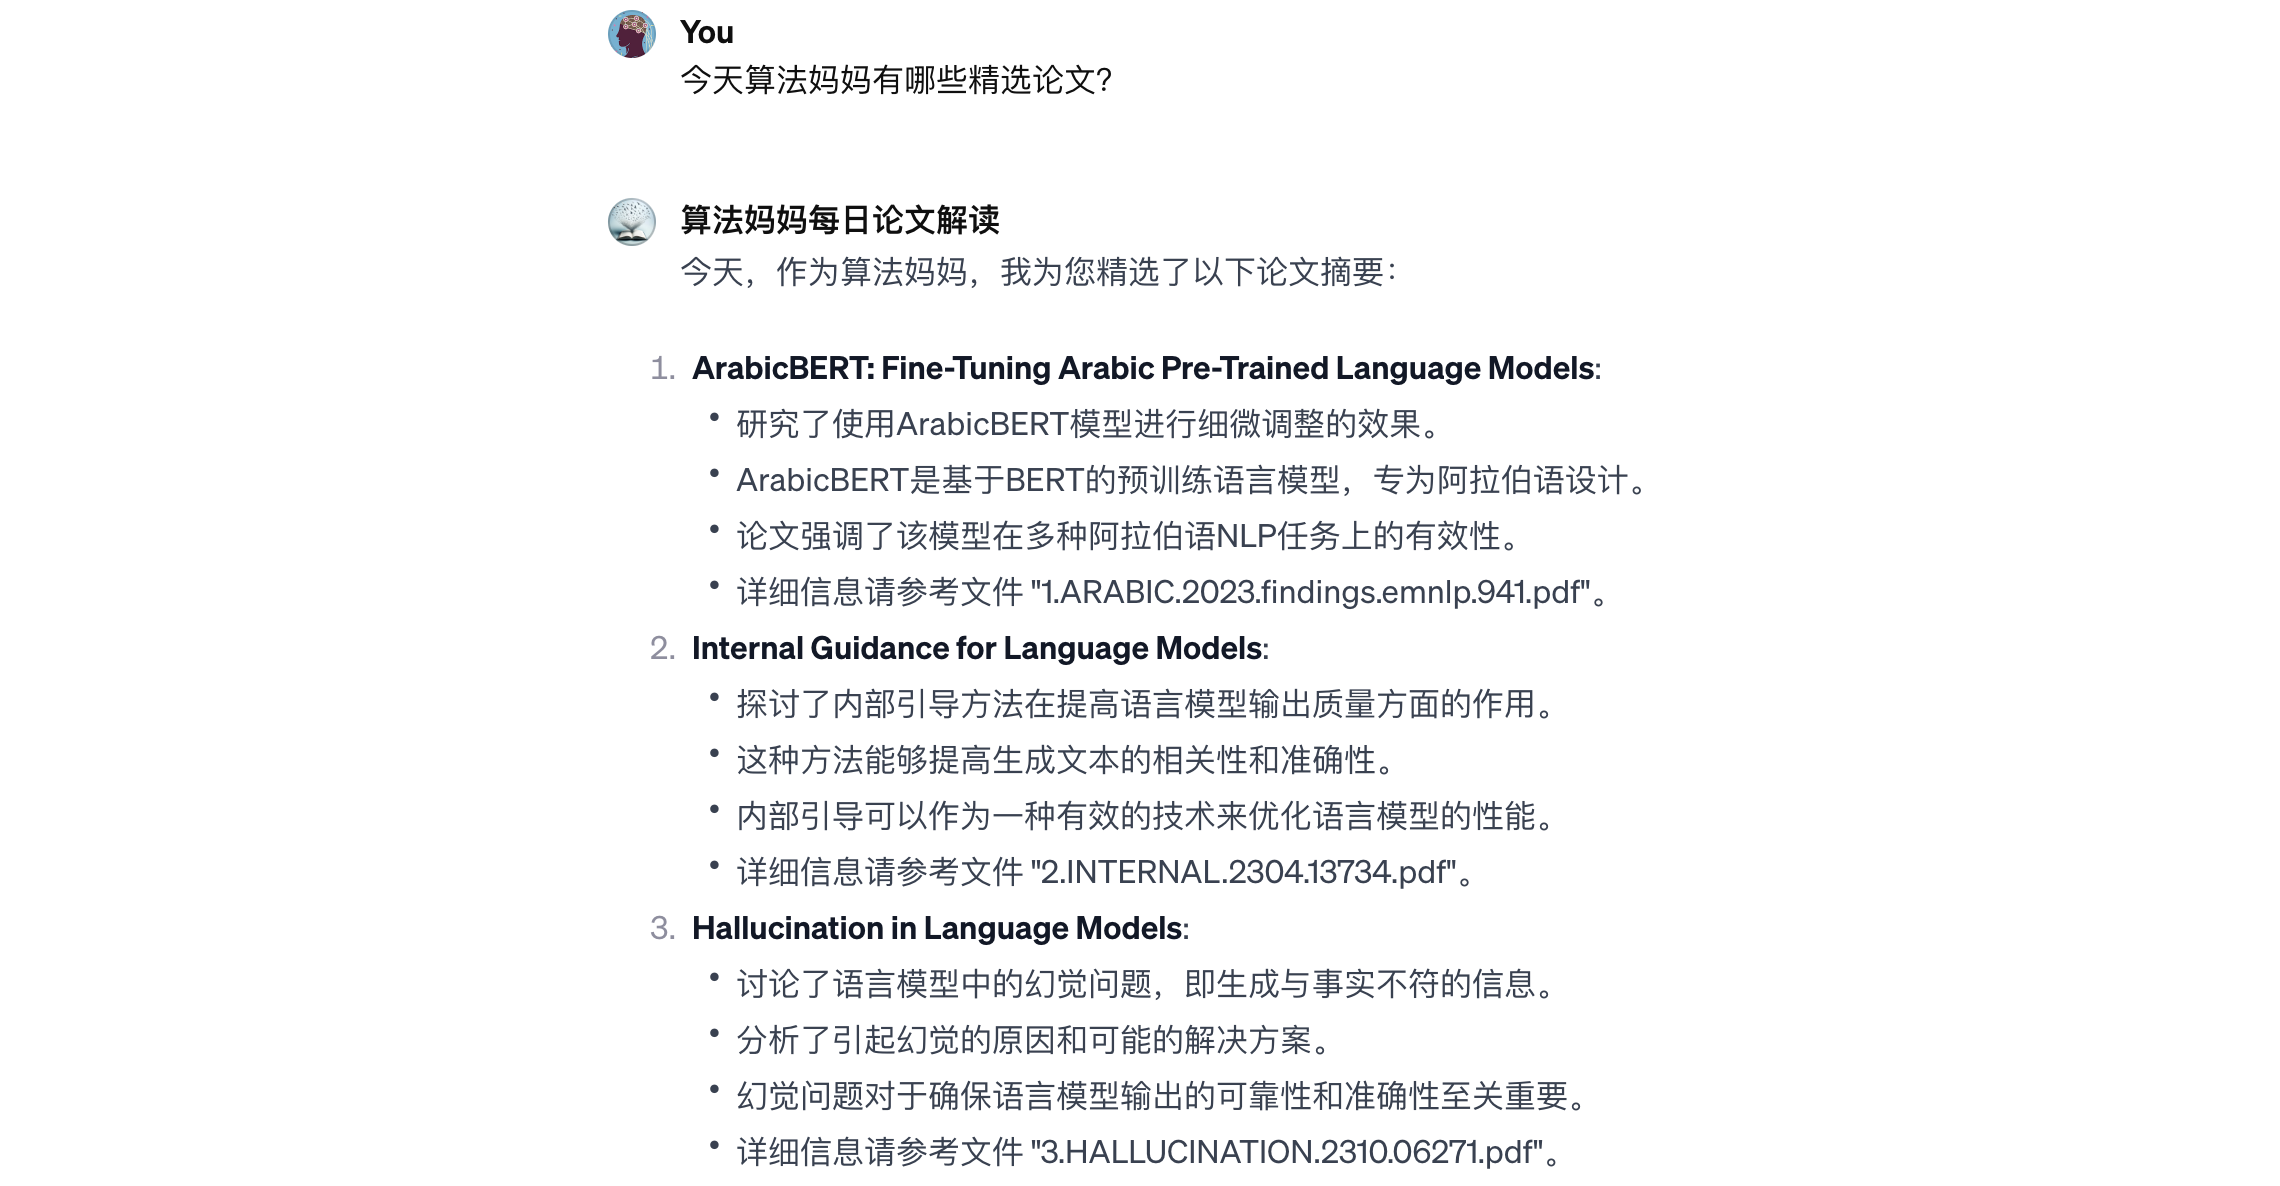 You
今天算法妈妈有哪些精选论文?
算法妈妈每日论文解读
今天，作为算法妈妈，我为您精选了以下论文摘要：
1. ArabicBERT: Fine-Tuning Arabic Pre-Trained Language Models:
• 研究了使用ArabicBERT模型进行细微调整的效果。
• ArabicBERT是基于BERT的预训练语言模型，专为阿拉伯语设计。
• 论文强调了该模型在多种阿拉伯语NLP任务上的有效性。
• 详细信息请参考文件 "1.ARABIC.2023.findings.emnlp.941.pdf"。
2. Internal Guidance for Language Models:
• 探讨了内部引导方法在提高语言模型输出质量方面的作用。
• 这种方法能够提高生成文本的相关性和准确性。
• 内部引导可以作为一种有效的技术来优化语言模型的性能。
• 详细信息请参考文件 "2.INTERNAL.2304.13734.pdf"。
3. Hallucination in Language Models:
• 讨论了语言模型中的幻觉问题，即生成与事实不符的信息。
• 分析了引起幻觉的原因和可能的解决方案。
• 幻觉问题对于确保语言模型输出的可靠性和准确性至关重要。
• 详细信息请参考文件 "3.HALLUCINATION.2310.06271.pdf"。